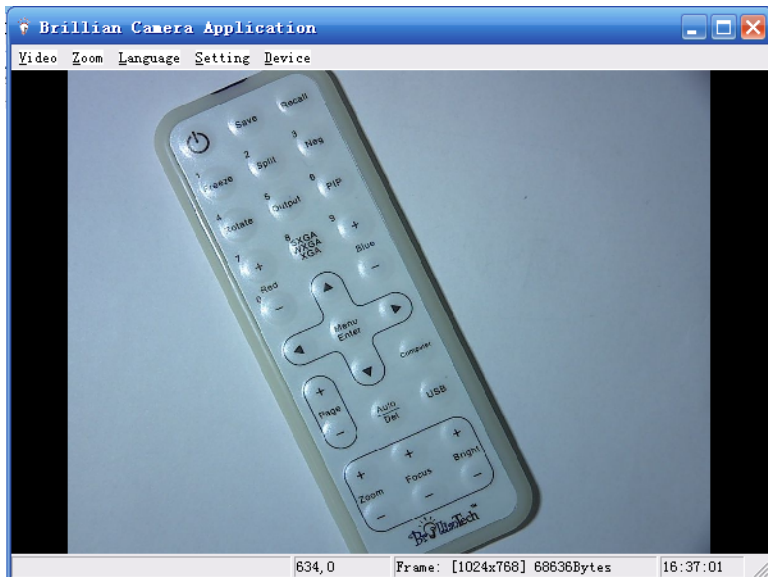 Brillian Camera Application
Video Zoom Language Setting Device
Save Recall
1 2 3
Freeze Split Neg
4 5 6
Rotate Output PIP
7 8 9
+ SXGA +
WXGA
XGA
Red Blue
0 - -
Menu
Enter
Computer
+
Page
-
Auto
Del
USB
+ + +
Zoom Focus Bright
- - -
634,0 Frame: [1024x768] 68636Bytes 16:37:01